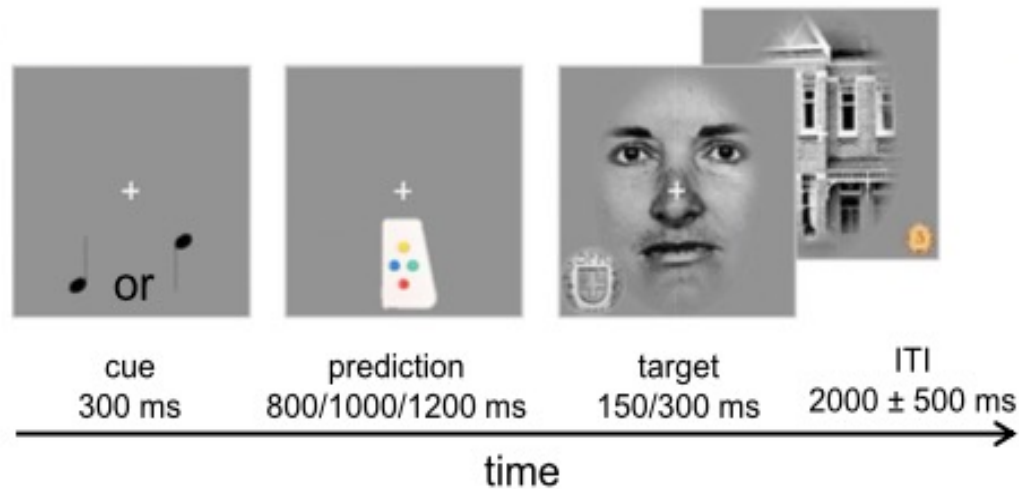 or
cue
300 ms
prediction
800/1000/1200 ms
target
150/300 ms
ITI
2000 ± 500 ms
time